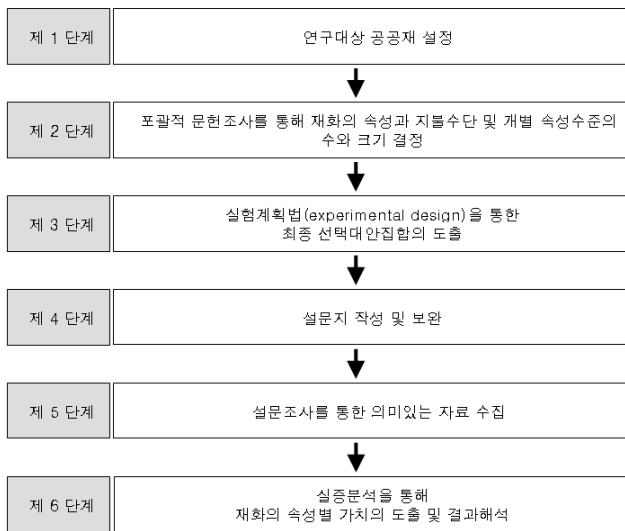 제 1 단계
연구대상 공공재 설정
제 2 단계
포괄적 문헌조사를 통해 재화의 속성과 지불수단 및 개별 속성수준의
수와 크기 결정
제 3 단계
실험계획법(experimental design)을 통한
최종 선택대안집합의 도출
제 4 단계
설문지 작성 및 보완
제 5 단계
설문조사를 통한 의미있는 자료 수집
제 6 단계
실증분석을 통해
재화의 속성별 가치의 도출 및 결과해석